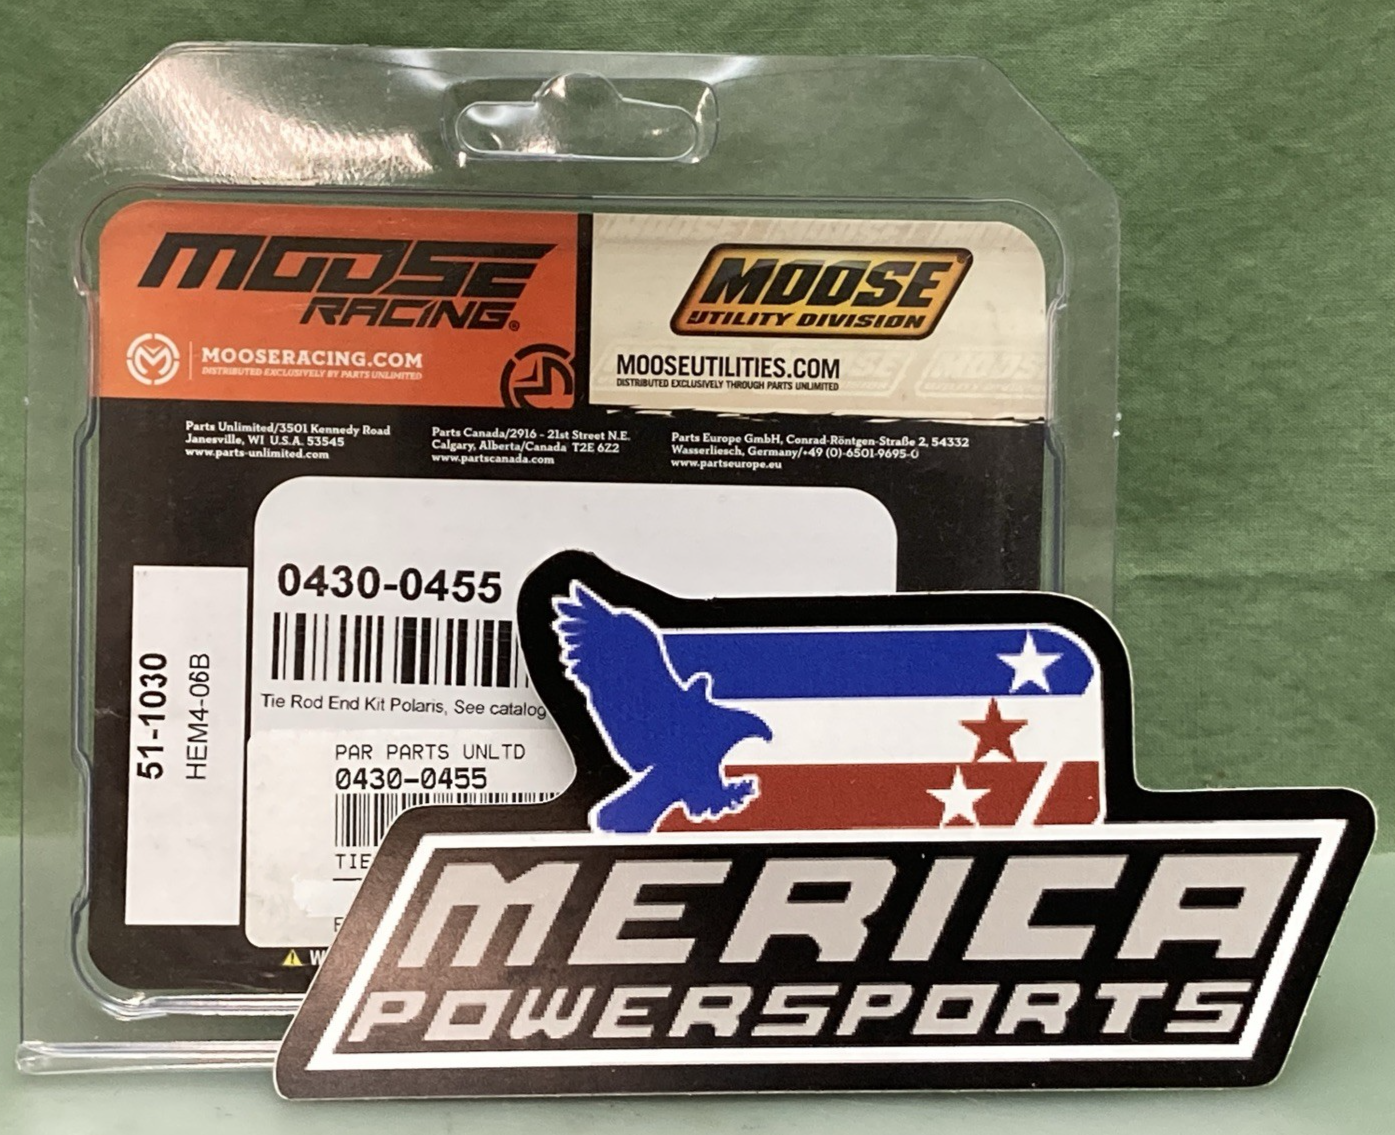 MOOSE
RACING®
MOOSERACING.COM
DISTRIBUTED EXCLUSIVELY BY PARTS UNLIMITED
MOOSE
UTILITY DIVISION
MOOSEUTILITIES.COM
DISTRIBUTED EXCLUSIVELY THROUGH PARTS UNLIMITED
Parts Unlimited/3501 Kennedy Road
Janesville, WI U.S.A. 53545
www.parts-unlimited.com
Parts Canada/2916 - 21st Street N.E.
Calgary, Alberta/Canada T2E 6Z2
www.partscanada.com
Parts Europe GmbH, Conrad-Röntgen-Straße 2, 54332
Wasserliesch, Germany/+49 (0)-6501-9695-0
www.partseurope.eu
0430-0455
Tie Rod End Kit Polaris, See catalog
51-1030
HEM4-06B
PAR PARTS UNLTD
0430-0455
TIE
MERICA
POWERSPORTS